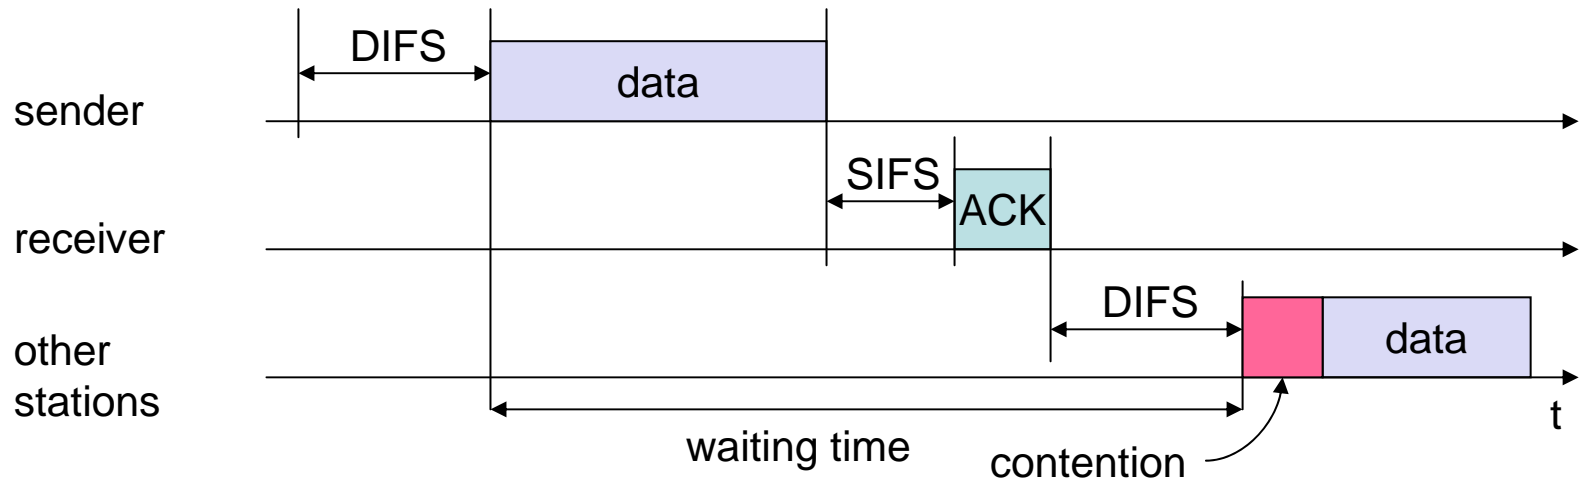 DIFS
data
sender
SIFS
ACK
receiver
DIFS
data
other
stations
t
waiting time
contention